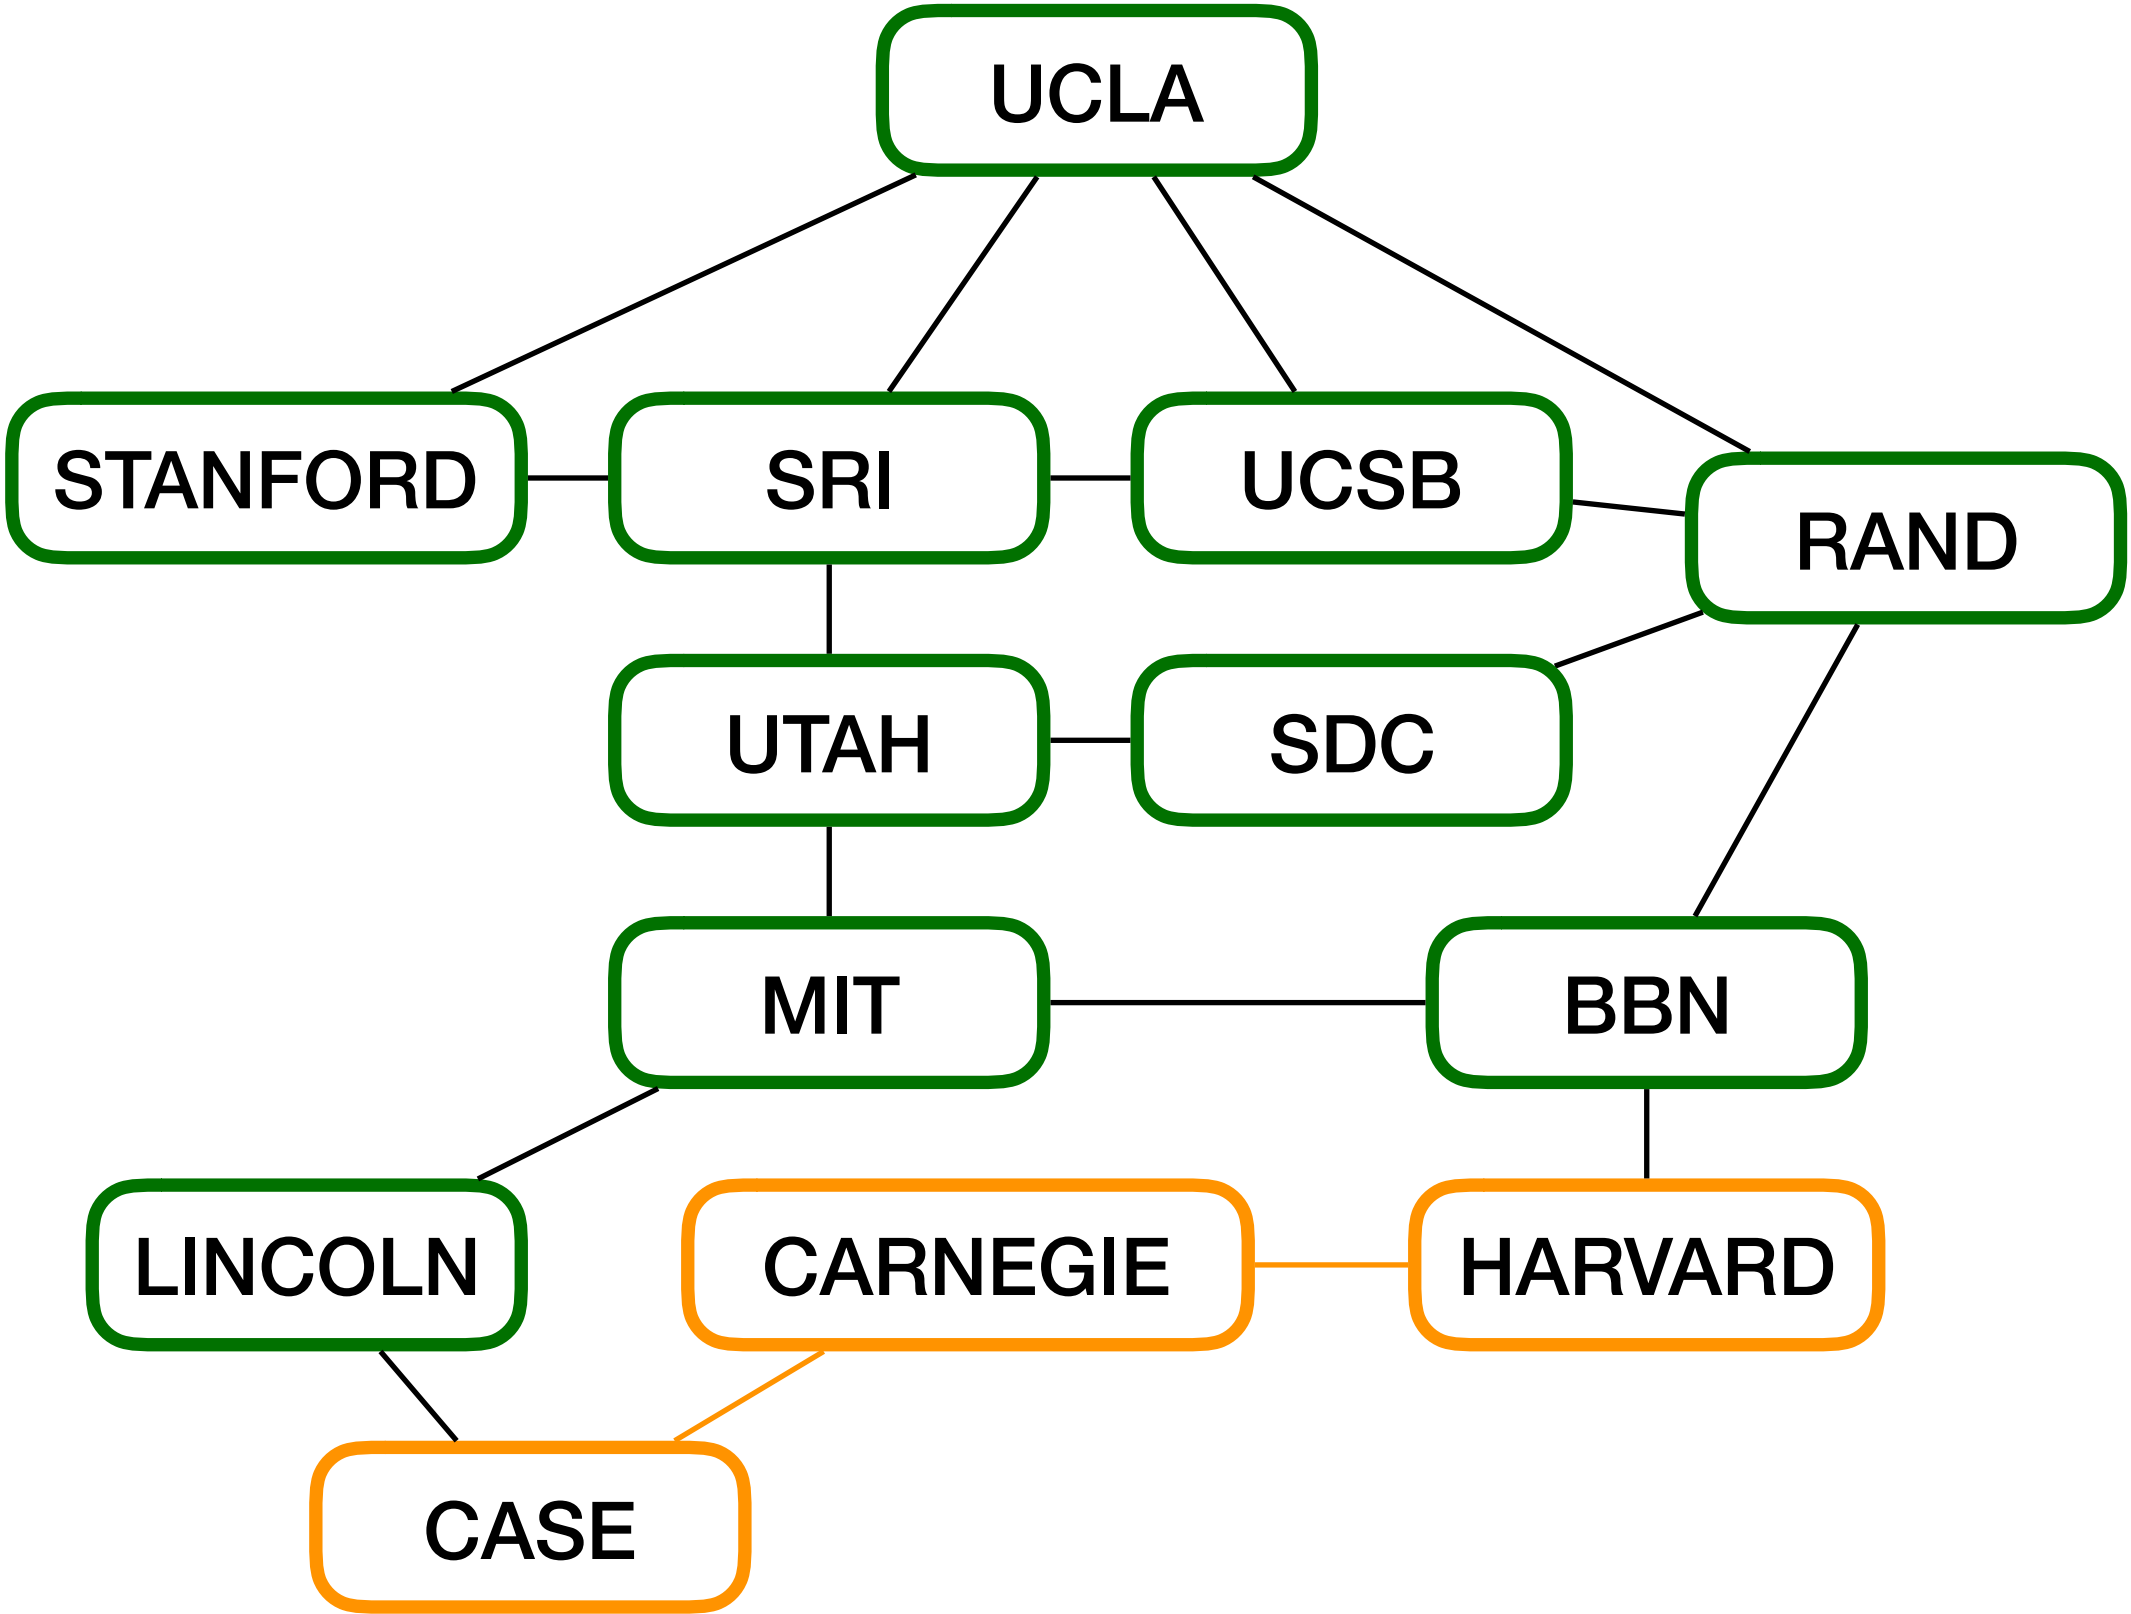 UCLA
STANFORD
SRI
UCSB
RAND
UTAH
SDC
MIT
BBN
LINCOLN
CARNEGIE
HARVARD
CASE